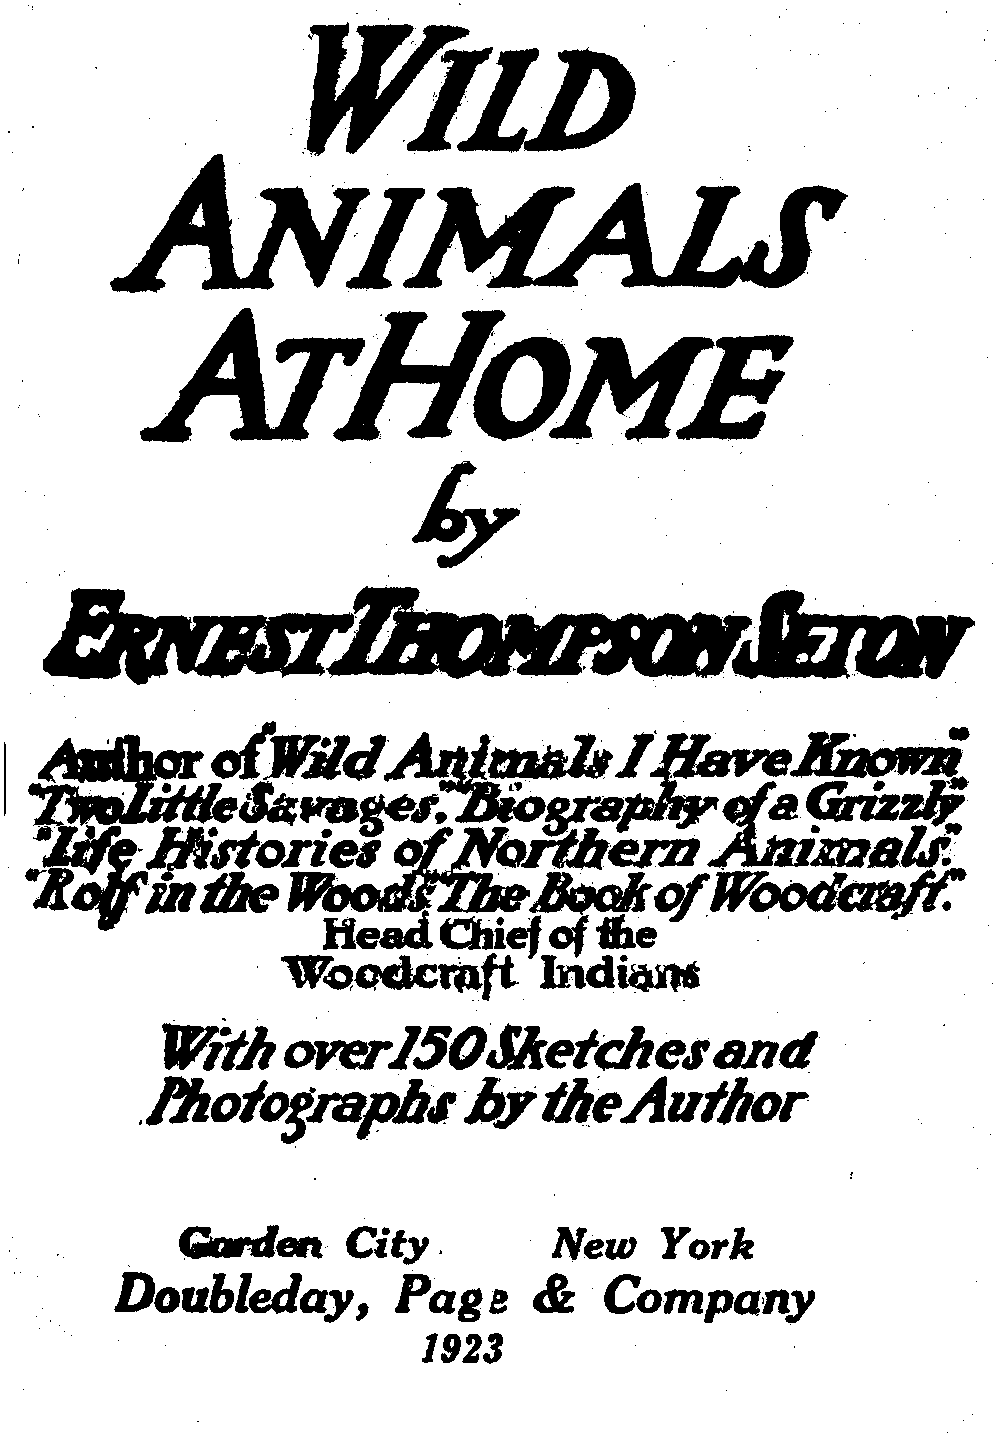 WILD
ANIMALS
AT HOME
by
ERNEST THOMPSON SETON
Author of "Wild Animals I Have Known"
"Two Little Savages." "Biography of a Grizzly"
"Life Histories of Northern Animals."
"Rolf in the Woods" "The Book of Woodcraft."
Head Chief of the
Woodcraft Indians
With over 150 Sketches and
Photographs by the Author
Garden City New York
Doubleday, Page & Company
1923